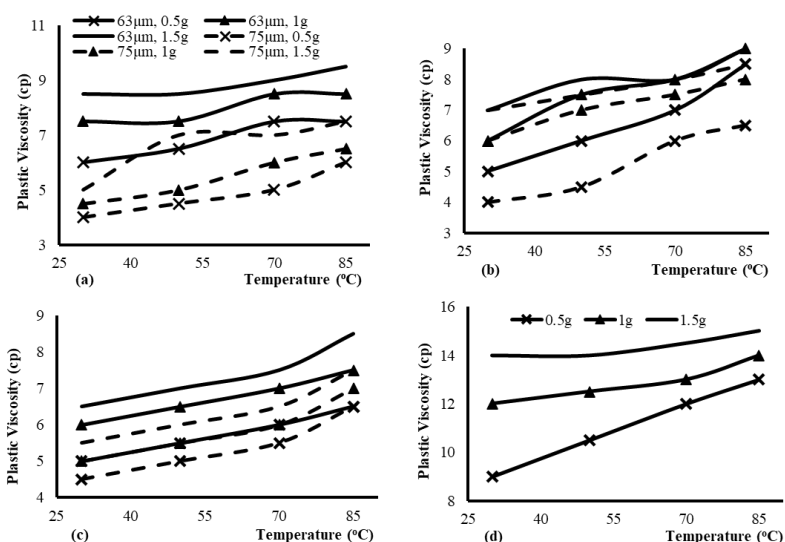 63μm, 0.5g 63μm, 1g
63μm, 1.5g 75μm, 0.5g
75μm, 1g 75μm, 1.5g
Plastic Viscosity (cp)
11
9
7
5
3
25 40 55 70 85
(a) Temperature (ºC)
Plastic Viscosity (cp)
9
8
7
6
5
4
3
25 40 55 70 85
(b) Temperature (ºC)
Plastic Viscosity (cp)
9
8
7
6
5
4
25 40 55 70 85
(c) Temperature (ºC)
0.5g 1g 1.5g
Plastic Viscosity (cp)
16
14
12
10
8
25 40 55 70 85
(d) Temperature (ºC)